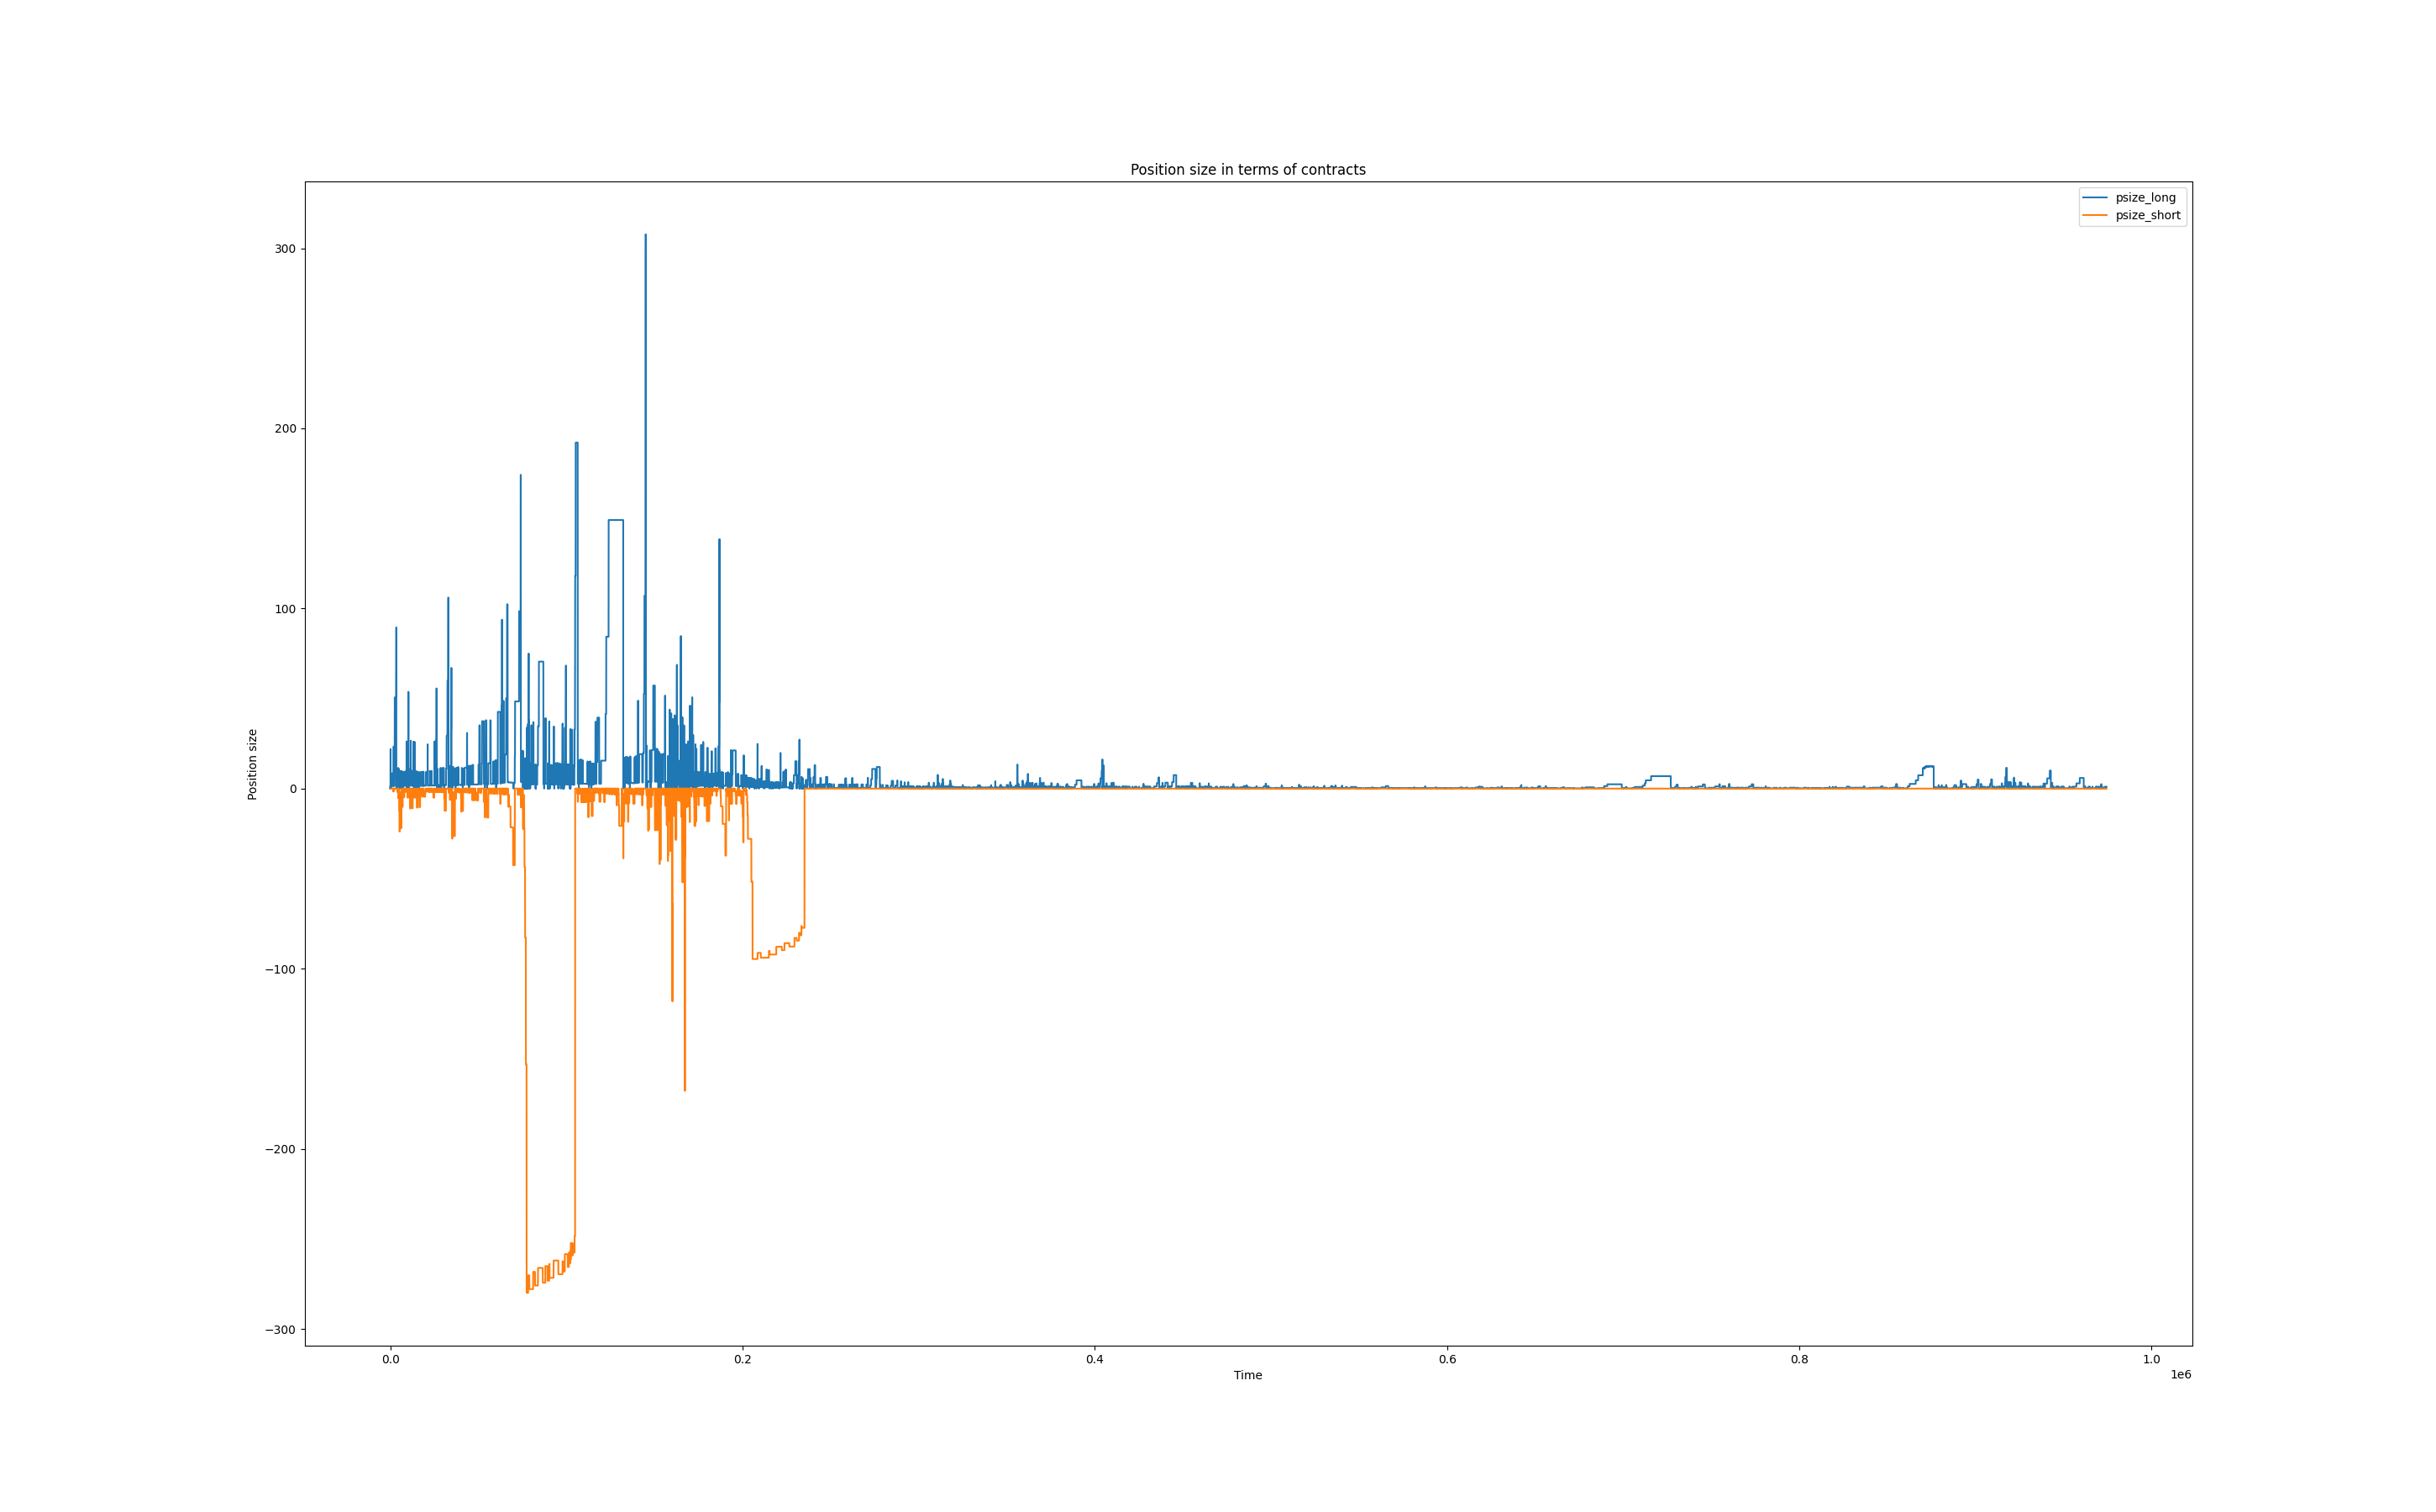 Position size in terms of contracts
psize_long
psize_short
Position size
300
200
100
0
−100
−200
−300
0.0
0.2
0.4
0.6
0.8
1.0
1e6
Time